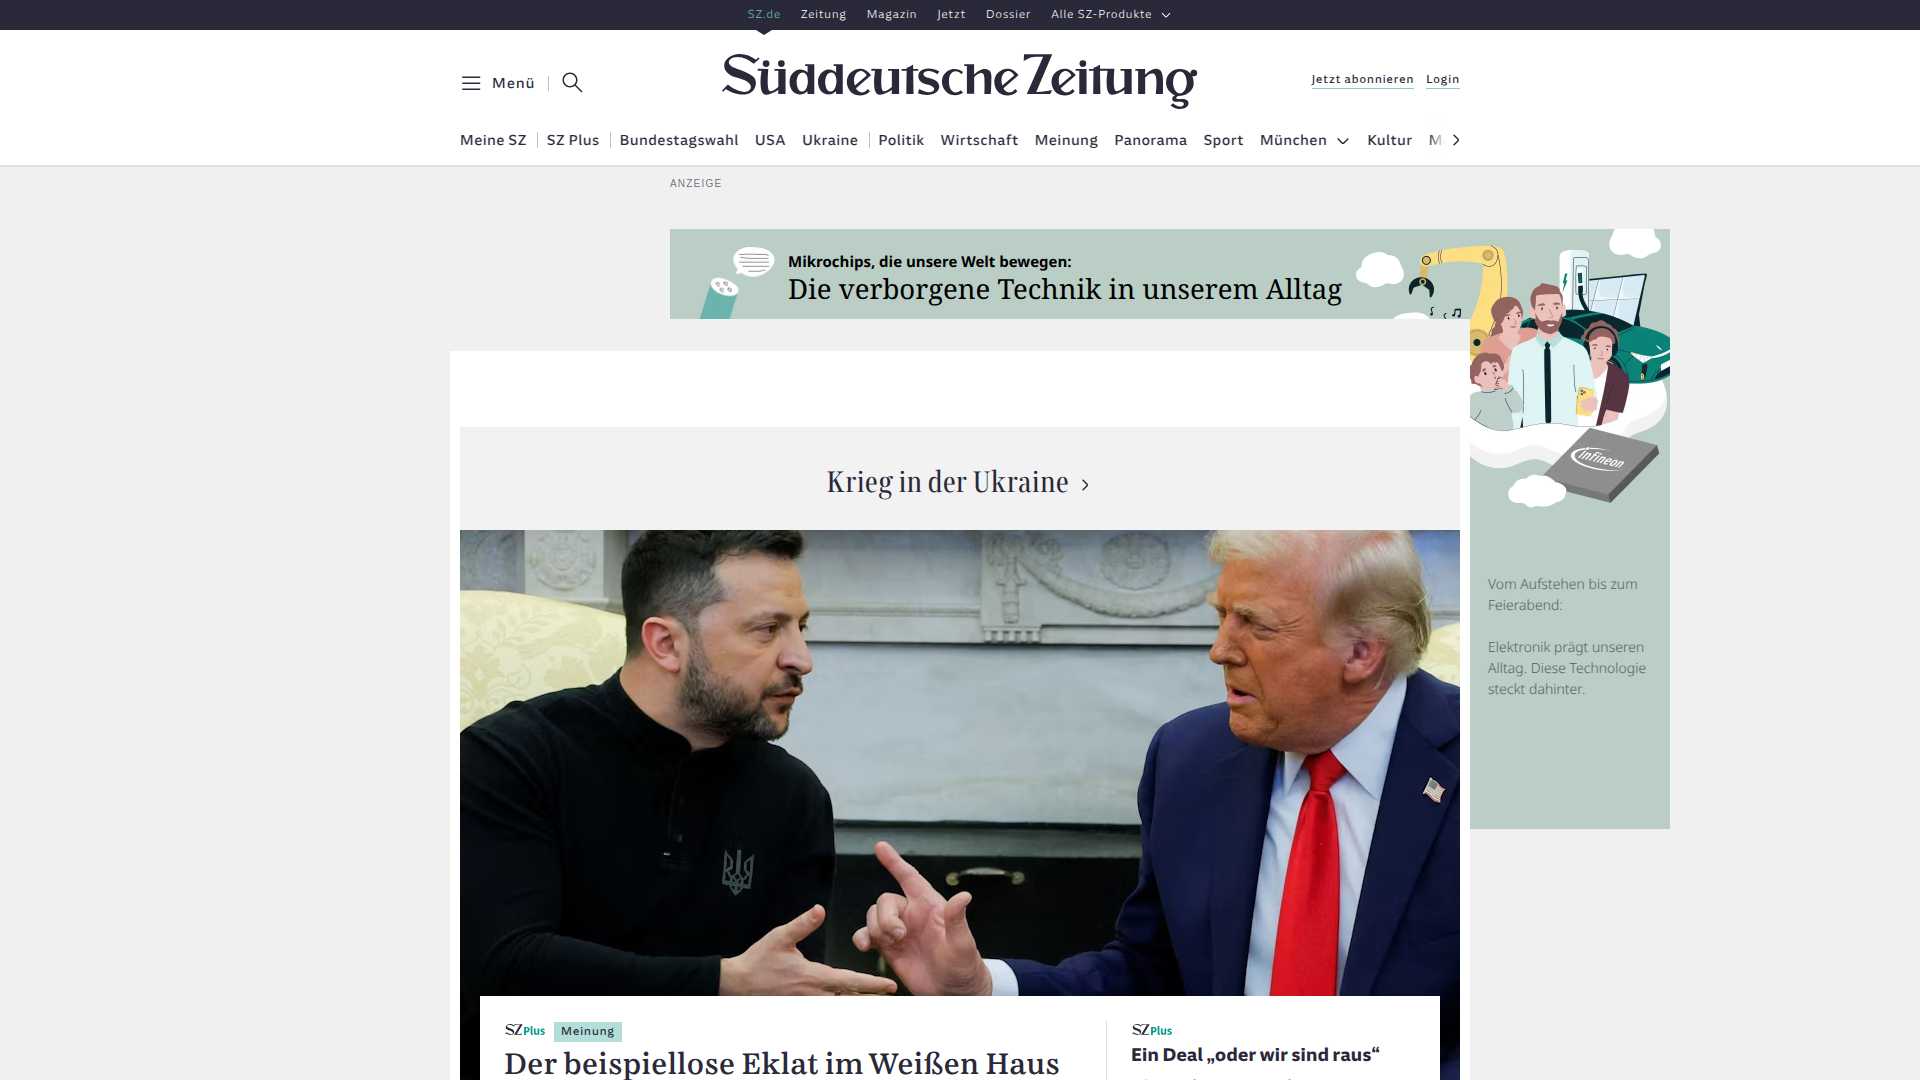 SZ.de Zeitung Magazin Jetzt Dossier Alle SZ-Produkte
Menü
Süddeutsche Zeitung
Jetzt abonnieren Login
Meine SZ SZ Plus Bundestagswahl USA Ukraine Politik Wirtschaft Meinung Panorama Sport München Kultur M
ANZEIGE
Mikrochips, die unsere Welt bewegen:
Die verborgene Technik in unserem Alltag
infineon
Krieg in der Ukraine
Vom Aufstehen bis zum
Feierabend:
Elektronik prägt unseren
Alltag. Diese Technologie
steckt dahinter.
SZ Plus Meinung
Der beispiellose Eklat im Weißen Haus
SZ Plus
Ein Deal „oder wir sind raus“